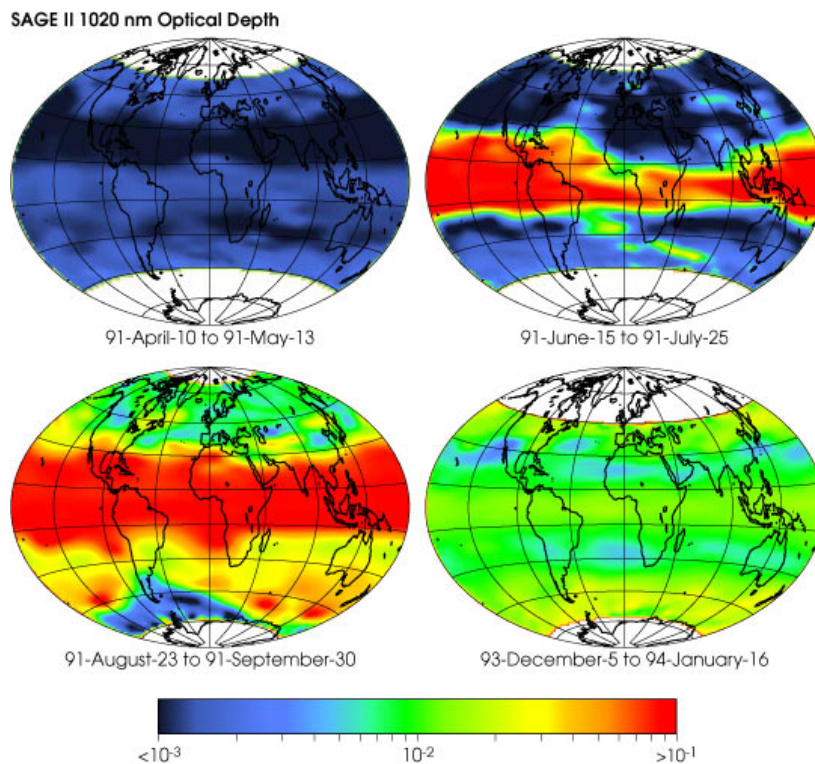 SAGE II 1020 nm Optical Depth
91-April-10 to 91-May-13
91-June-15 to 91-July-25
91-August-23 to 91-September-30
93-December-5 to 94-January-16
<10⁻³ 10⁻² >10⁻¹